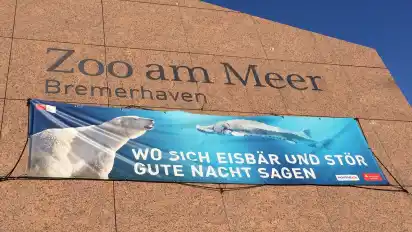 Zoo am Meer
Bremerhaven
WO SICH EISBÄR UND STÖR
GUTE NACHT SAGEN